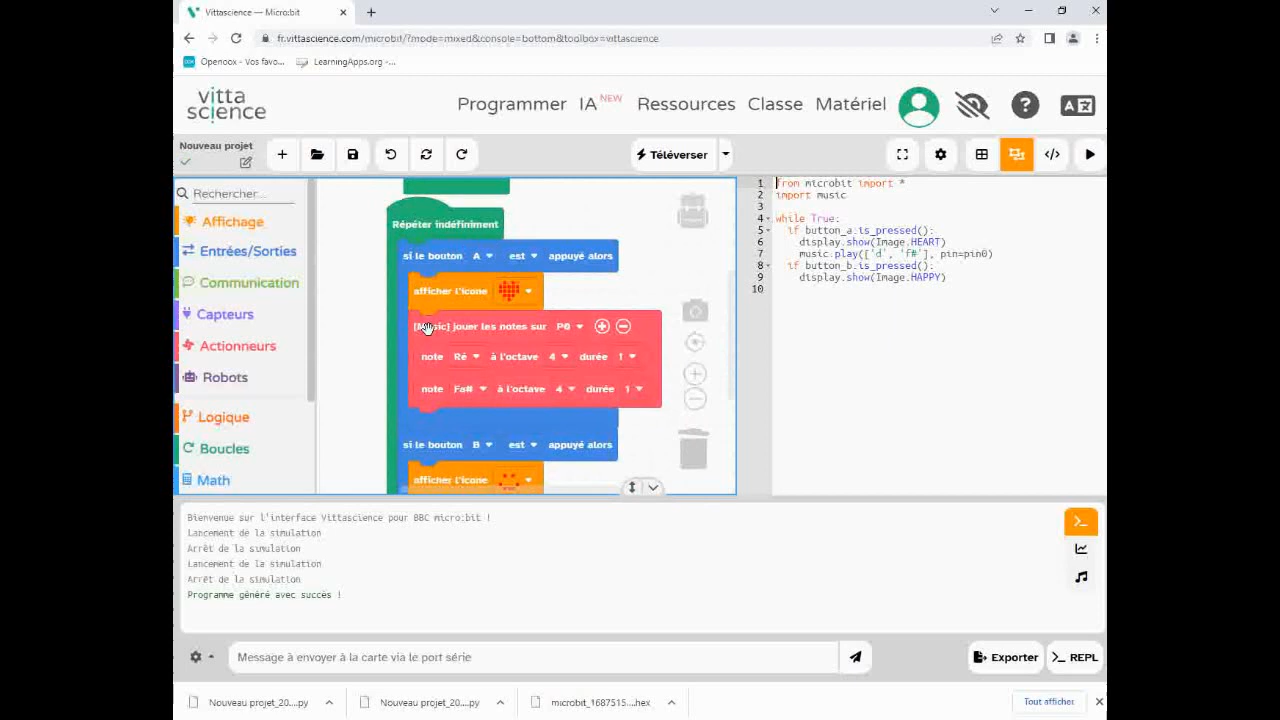 Vittascience — Micro:bit
fr.vittascience.com/microbit/?mode=mixed&console=bottom&toolbox=vittascience
Openoox - Vos favo...
LearningApps.org -...
vitta
science
Programmer
IA NEW
Ressources
Classe
Matériel
Nouveau projet
Téléverser
Rechercher...
Affichage
Entrées/Sorties
Communication
Capteurs
Actionneurs
Robots
Logique
Boucles
Math
Répéter indéfiniment
si le bouton A est appuyé alors
afficher l'icone
[Music] jouer les notes sur P0
note Ré à l'octave 4 durée 1
note Fa# à l'octave 4 durée 1
si le bouton B est appuyé alors
afficher l'icone
1 from microbit import *
2 import music
3
4 while True:
5 if button_a.is_pressed():
6 display.show(Image.HEART)
7 music.play(['d', 'f#'], pin=pin0)
8 if button_b.is_pressed():
9 display.show(Image.HAPPY)
10
Bienvenue sur l'interface Vittascience pour BBC micro:bit !
Lancement de la simulation
Arrêt de la simulation
Lancement de la simulation
Arrêt de la simulation
Programme généré avec succès !
Message à envoyer à la carte via le port série
Exporter
REPL
Nouveau projet_20....py
Nouveau projet_20....py
microbit_1687515....hex
Tout afficher